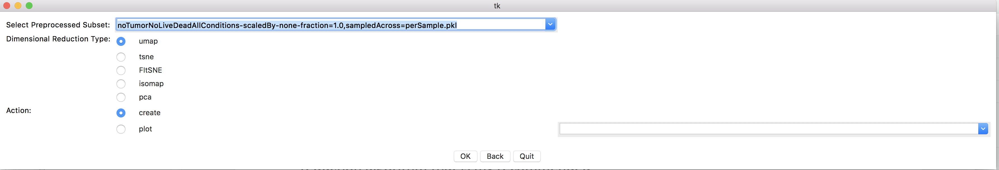 tk
Select Preprocessed Subset: noTumorNoLiveDeadAllConditions-scaledBy-none-fraction=1.0,sampledAcross=perSample.pkl
Dimensional Reduction Type: umap
tsne
FItSNE
isomap
pca
Action: create
plot
OK Back Quit